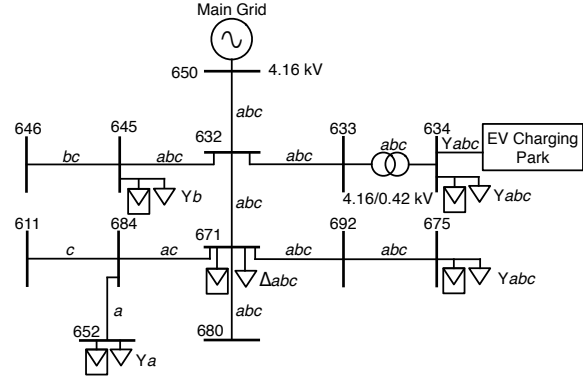 Main Grid
650
4.16 kV
abc
646
645
632
633
634
bc
abc
abc
abc
Yabc
EV Charging
Park
Yb
4.16/0.42 kV
Yabc
abc
611
684
671
692
675
c
ac
abc
abc
Δabc
Yabc
a
abc
652
680
Ya